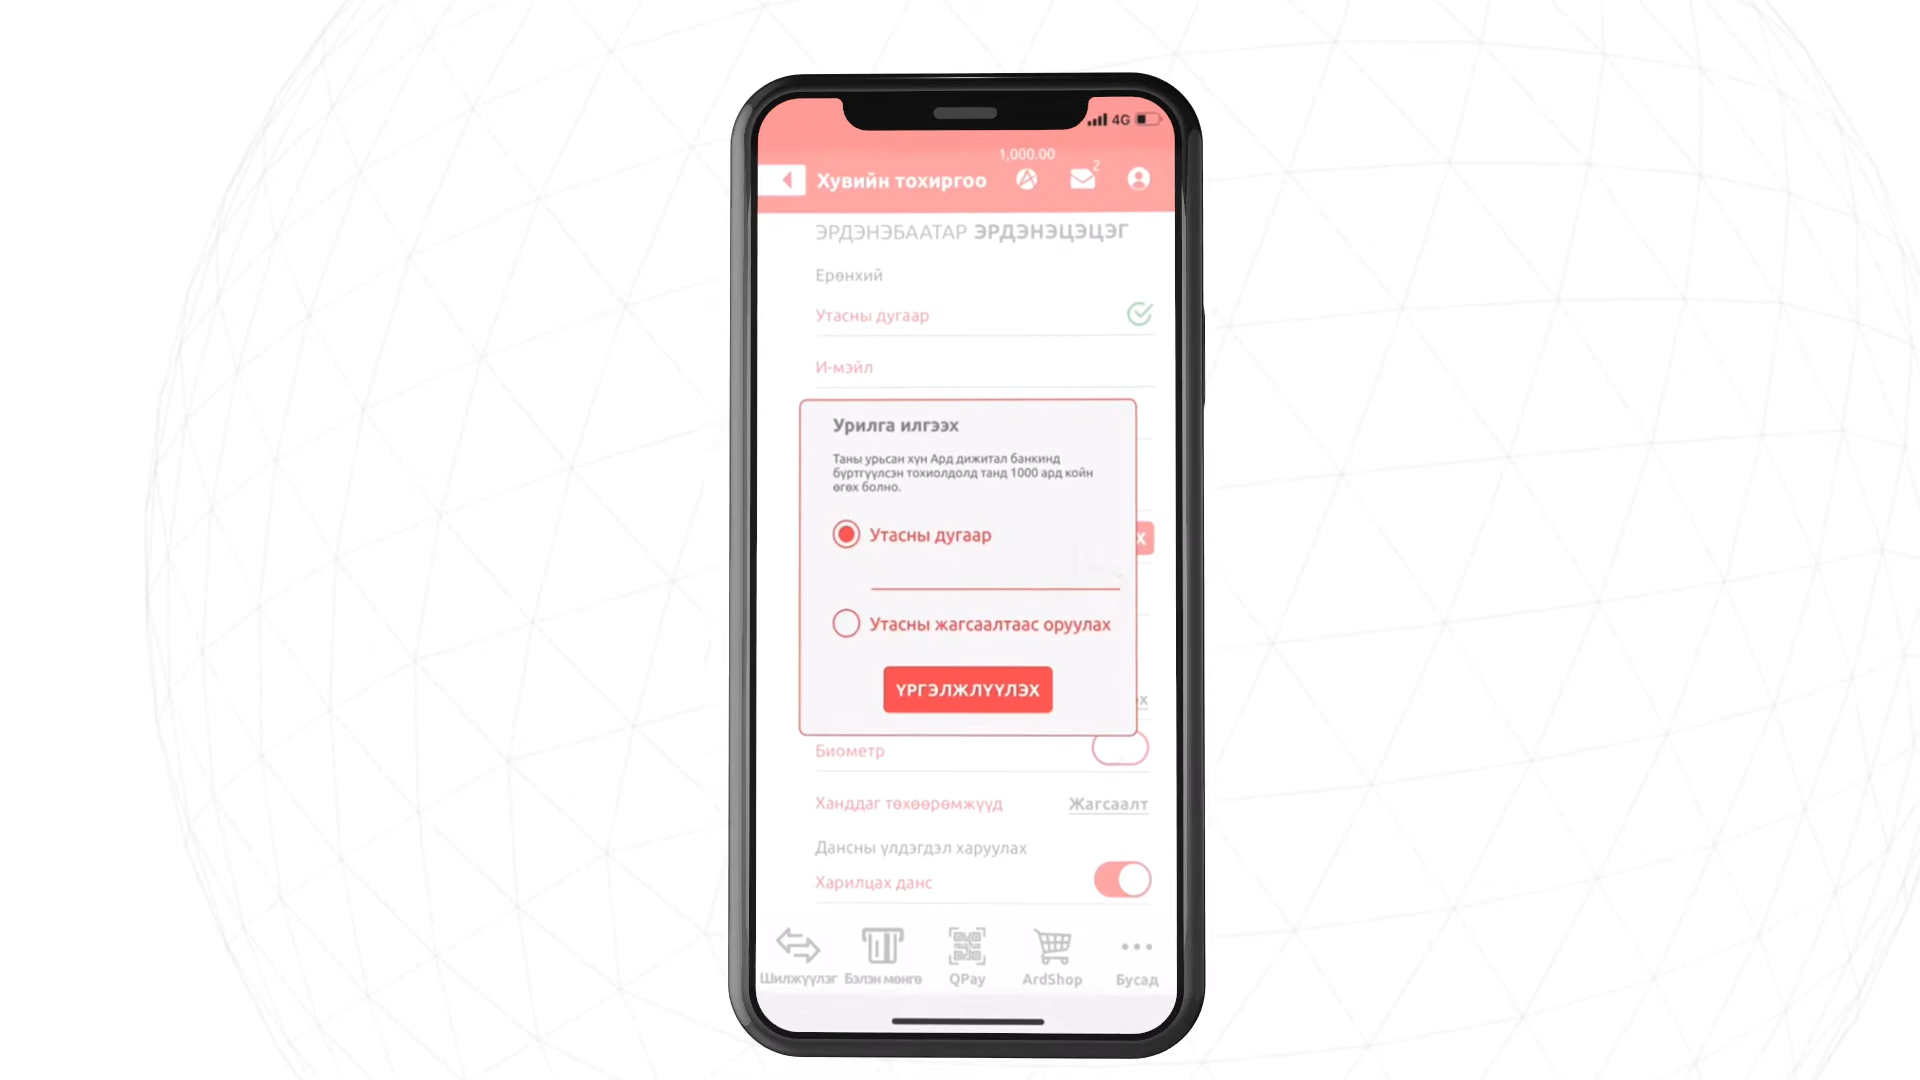 4G
1,000.00
Хувийн тохиргоо
2
ЭРДЭНЭБААТАР ЭРДЭНЭЦЭЦЭГ
Ерөнхий
Утасны дугаар
И-мэйл
Урилга илгээх
Таны урьсан хүн Ард дижитал банкинд
бүртгүүлсэн тохиолдолд танд 1000 ард койн
өгөх болно.
Утасны дугаар
Х
Утасны жагсаалтаас оруулах
ҮРГЭЛЖЛҮҮЛЭХ
Биометр
Ханддаг төхөөрөмжүүд Жагсаалт
Дансны үлдэгдэл харуулах
Харилцах данс
Шилжүүлэг Бэлэн мөнгө QPay ArdShop Бусад